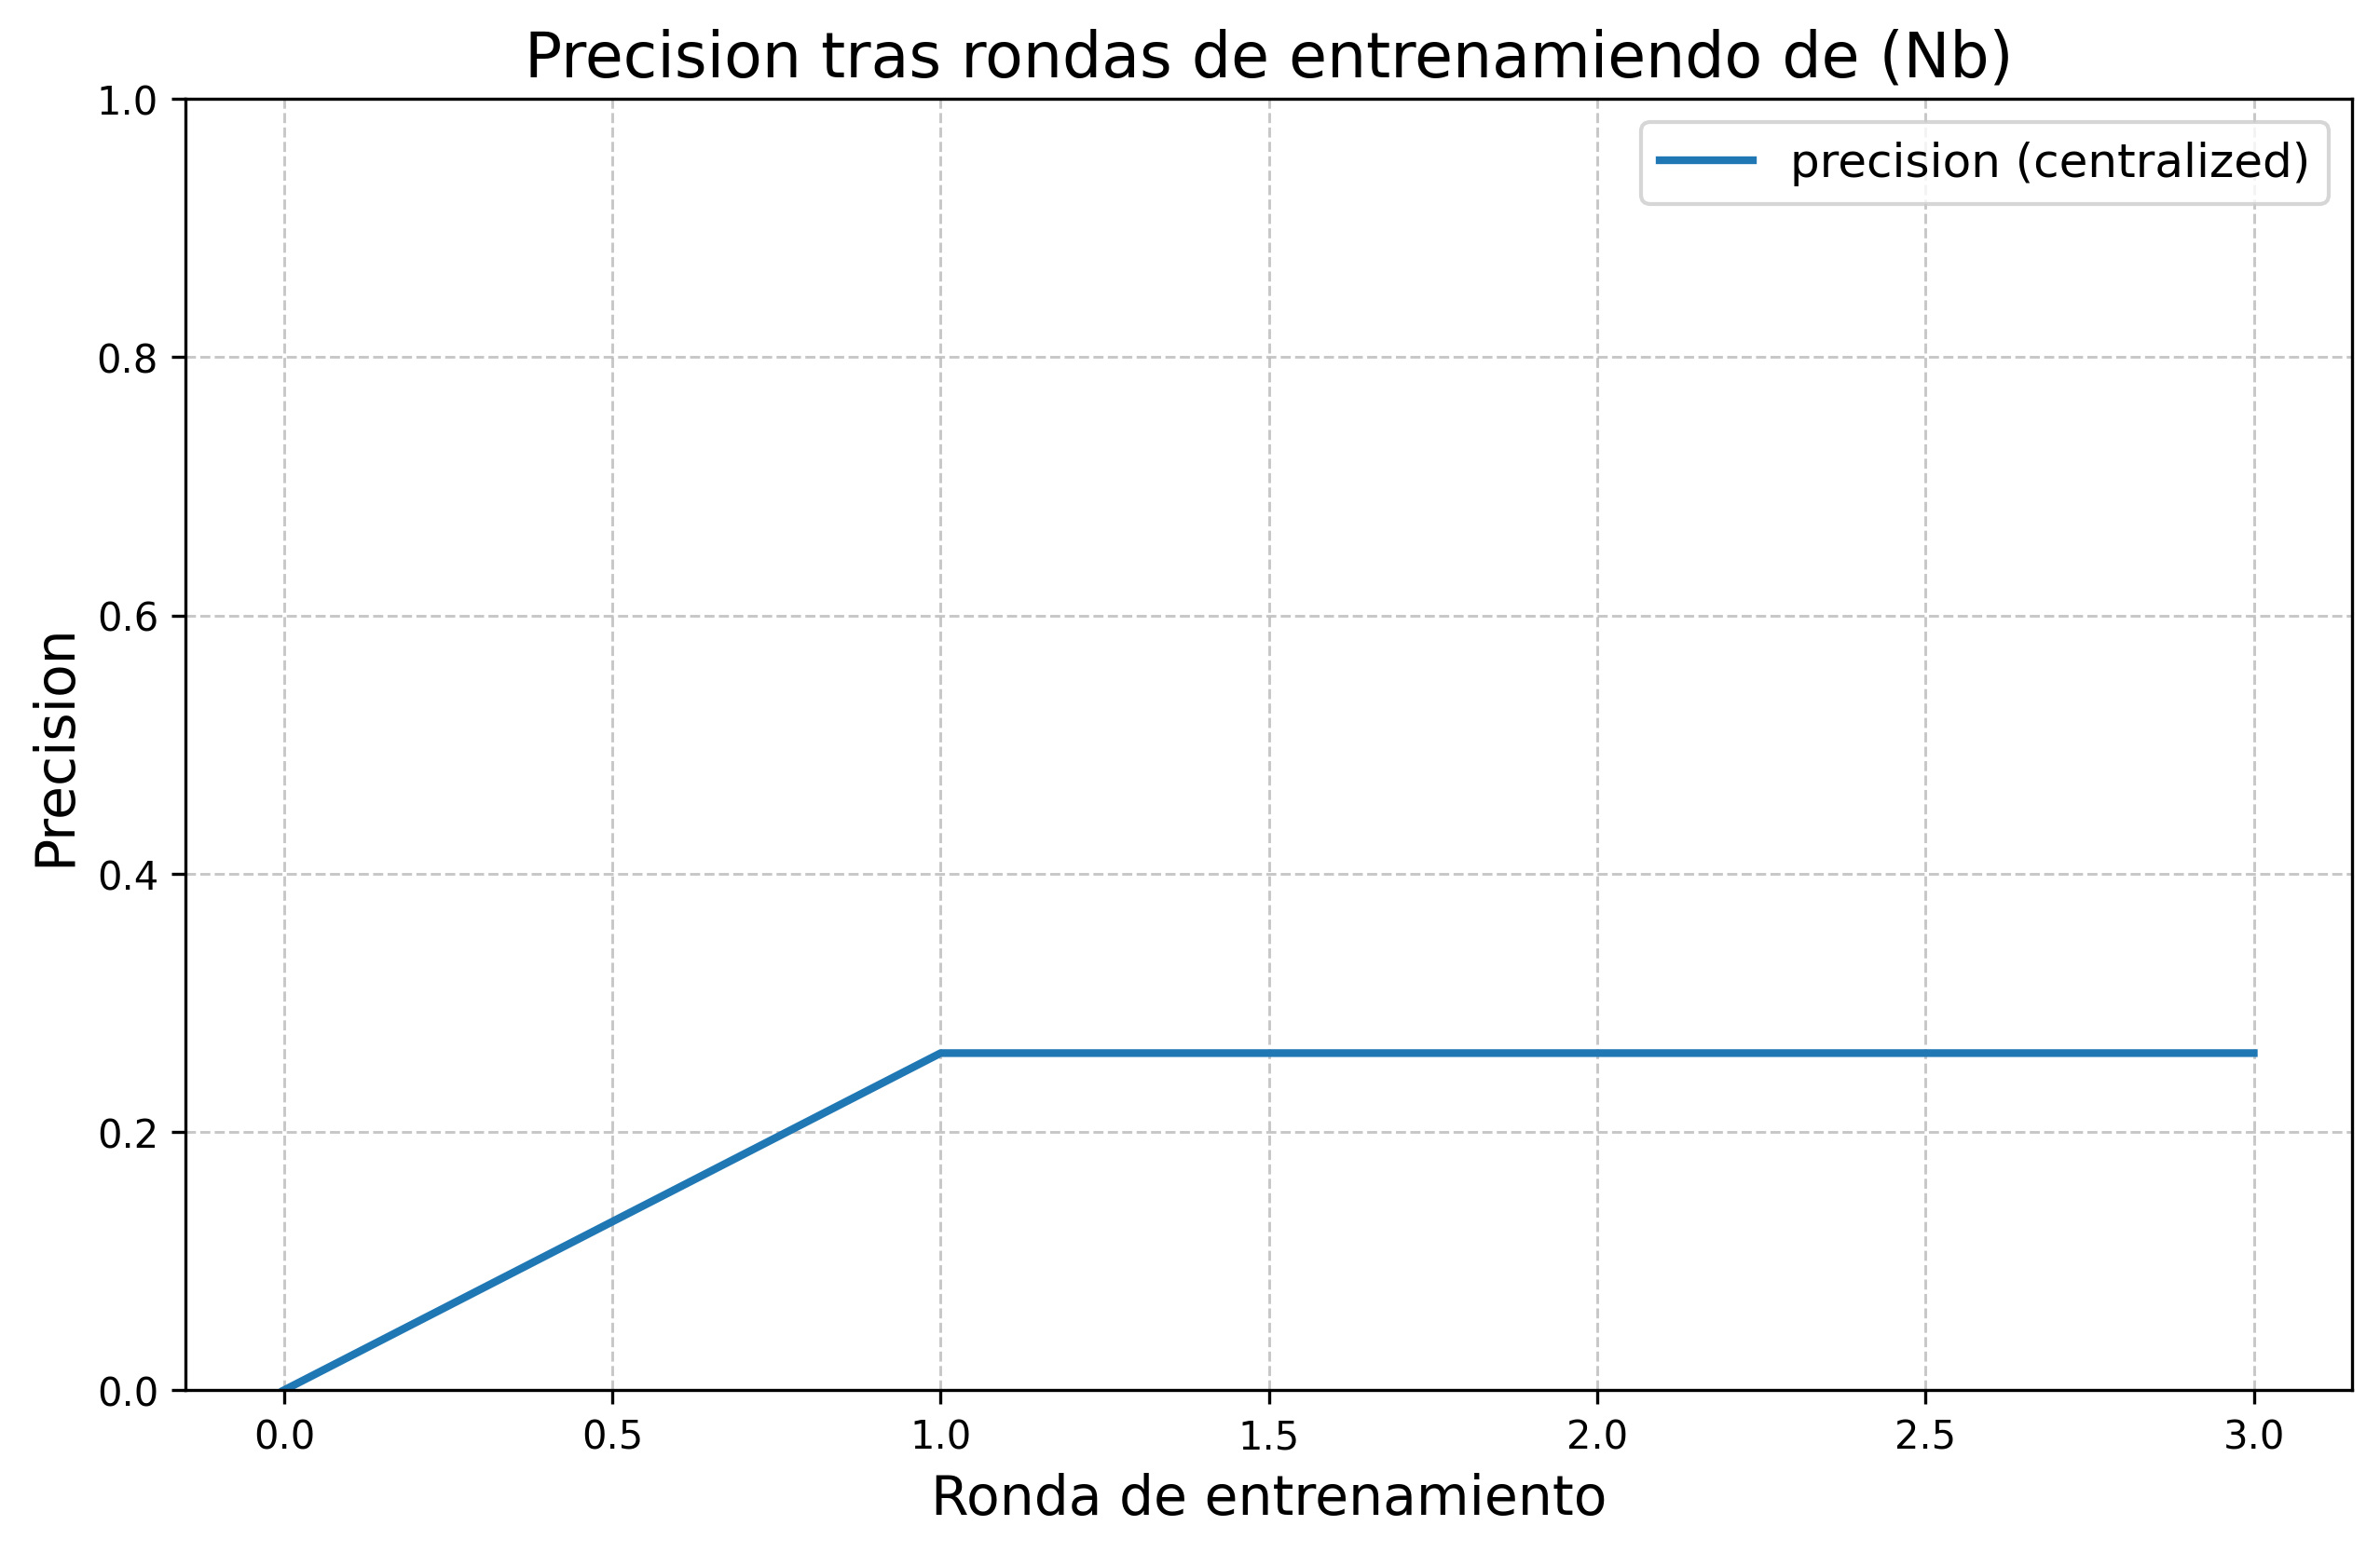 Precision tras rondas de entrenamiendo de (Nb)
precision (centralized)
1.0
0.8
0.6
0.4
0.2
0.0
Precision
0.0 0.5 1.0 1.5 2.0 2.5 3.0
Ronda de entrenamiento